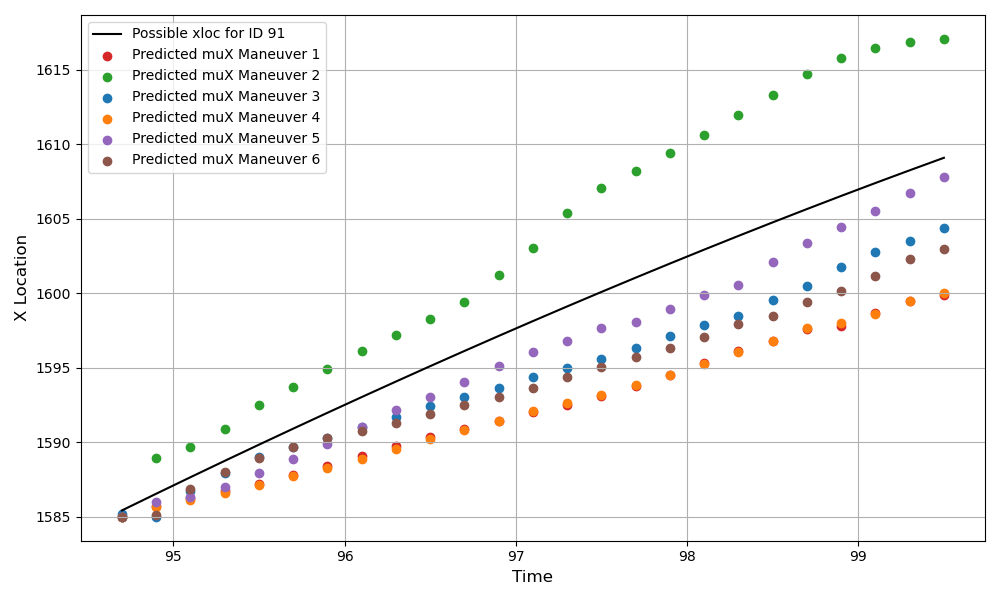 Possible xloc for ID 91
Predicted muX Maneuver 1
Predicted muX Maneuver 2
Predicted muX Maneuver 3
Predicted muX Maneuver 4
Predicted muX Maneuver 5
Predicted muX Maneuver 6
X Location
1615
1610
1605
1600
1595
1590
1585
95 96 97 98 99
Time